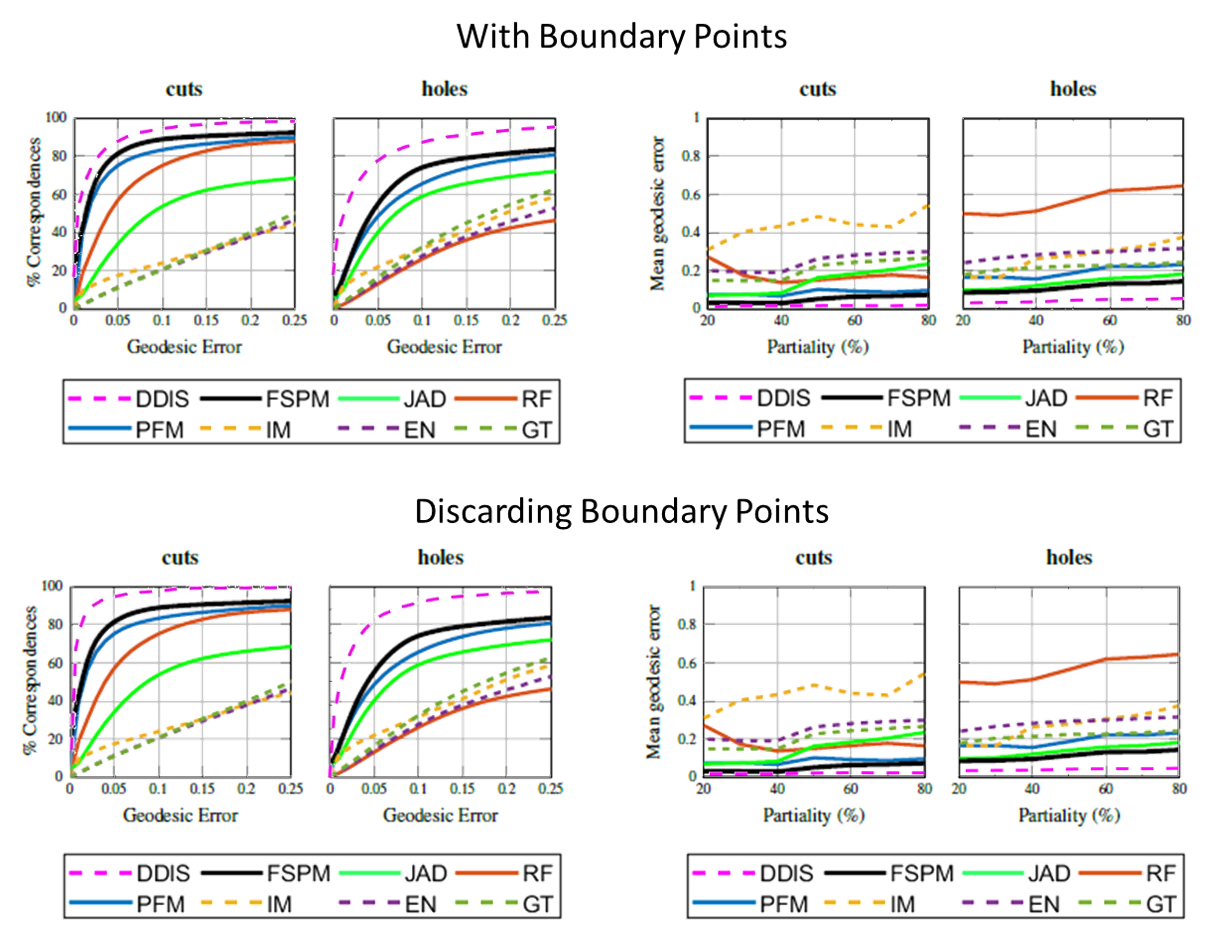 With Boundary Points
cuts
holes
cuts
holes
% Correspondences
100
80
60
40
20
0
0
0.05
0.1
0.15
0.2
0.25
0
0.05
0.1
0.15
0.2
0.25
Geodesic Error
Geodesic Error
Mean geodesic error
1
0.8
0.6
0.4
0.2
0
20
40
60
80
20
40
60
80
Partiality (%)
Partiality (%)
DDIS FSPM JAD RF
PFM IM EN GT
DDIS FSPM JAD RF
PFM IM EN GT
Discarding Boundary Points
cuts
holes
cuts
holes
% Correspondences
100
80
60
40
20
0
0
0.05
0.1
0.15
0.2
0.25
0
0.05
0.1
0.15
0.2
0.25
Geodesic Error
Geodesic Error
Mean geodesic error
1
0.8
0.6
0.4
0.2
0
20
40
60
80
20
40
60
80
Partiality (%)
Partiality (%)
DDIS FSPM JAD RF
PFM IM EN GT
DDIS FSPM JAD RF
PFM IM EN GT